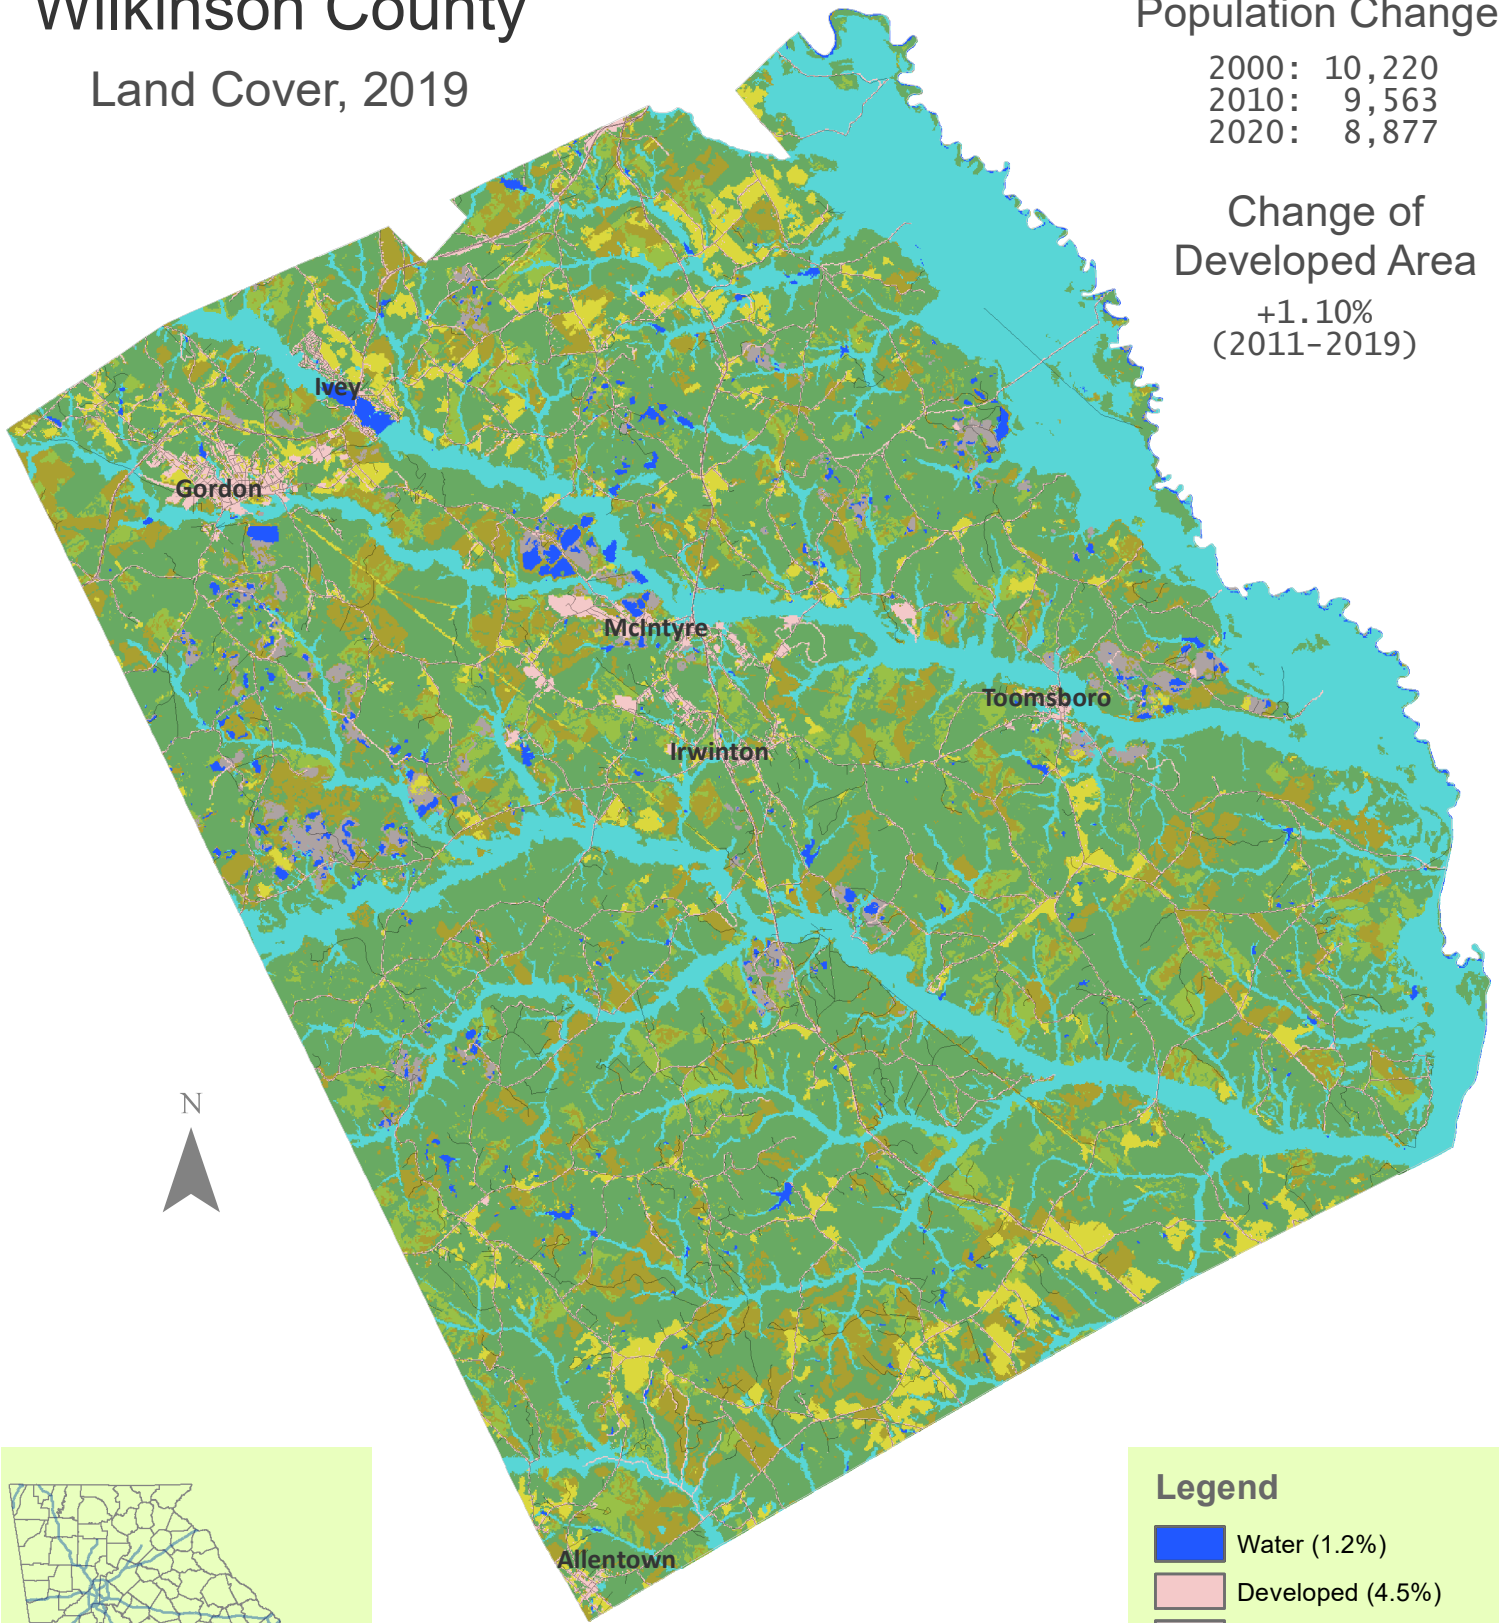 Wilkinson County
Land Cover, 2019
Population Change
2000: 10,220
2010: 9,563
2020: 8,877
Change of
Developed Area
+1.10%
(2011-2019)
Ivey
Gordon
McIntyre
Toomsboro
Irwinton
N
Allentown
Legend
Water (1.2%)
Developed (4.5%)